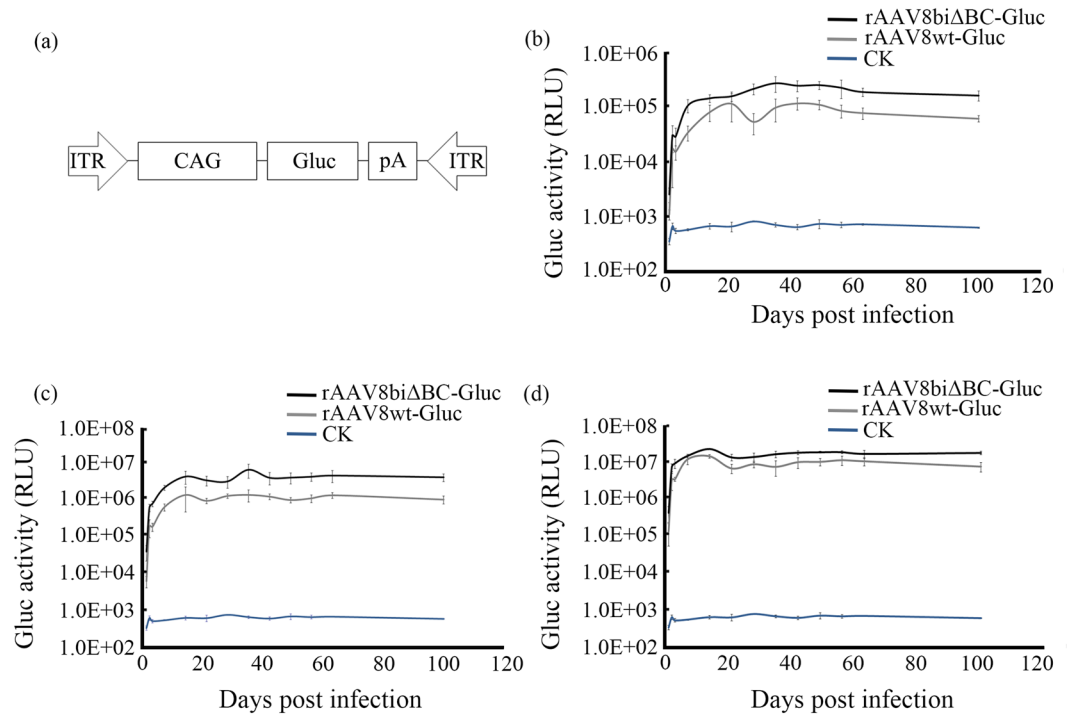 (a)
ITR CAG Gluc pA ITR
(b)
rAAV8biΔBC-Gluc
rAAV8wt-Gluc
CK
Gluc activity (RLU)
1.0E+06
1.0E+05
1.0E+04
1.0E+03
1.0E+02
0 20 40 60 80 100 120
Days post infection
(c)
rAAV8biΔBC-Gluc
rAAV8wt-Gluc
CK
Gluc activity (RLU)
1.0E+08
1.0E+07
1.0E+06
1.0E+05
1.0E+04
1.0E+03
1.0E+02
0 20 40 60 80 100 120
Days post infection
(d)
rAAV8biΔBC-Gluc
rAAV8wt-Gluc
CK
Gluc activity (RLU)
1.0E+08
1.0E+07
1.0E+06
1.0E+05
1.0E+04
1.0E+03
1.0E+02
0 20 40 60 80 100 120
Days post infection